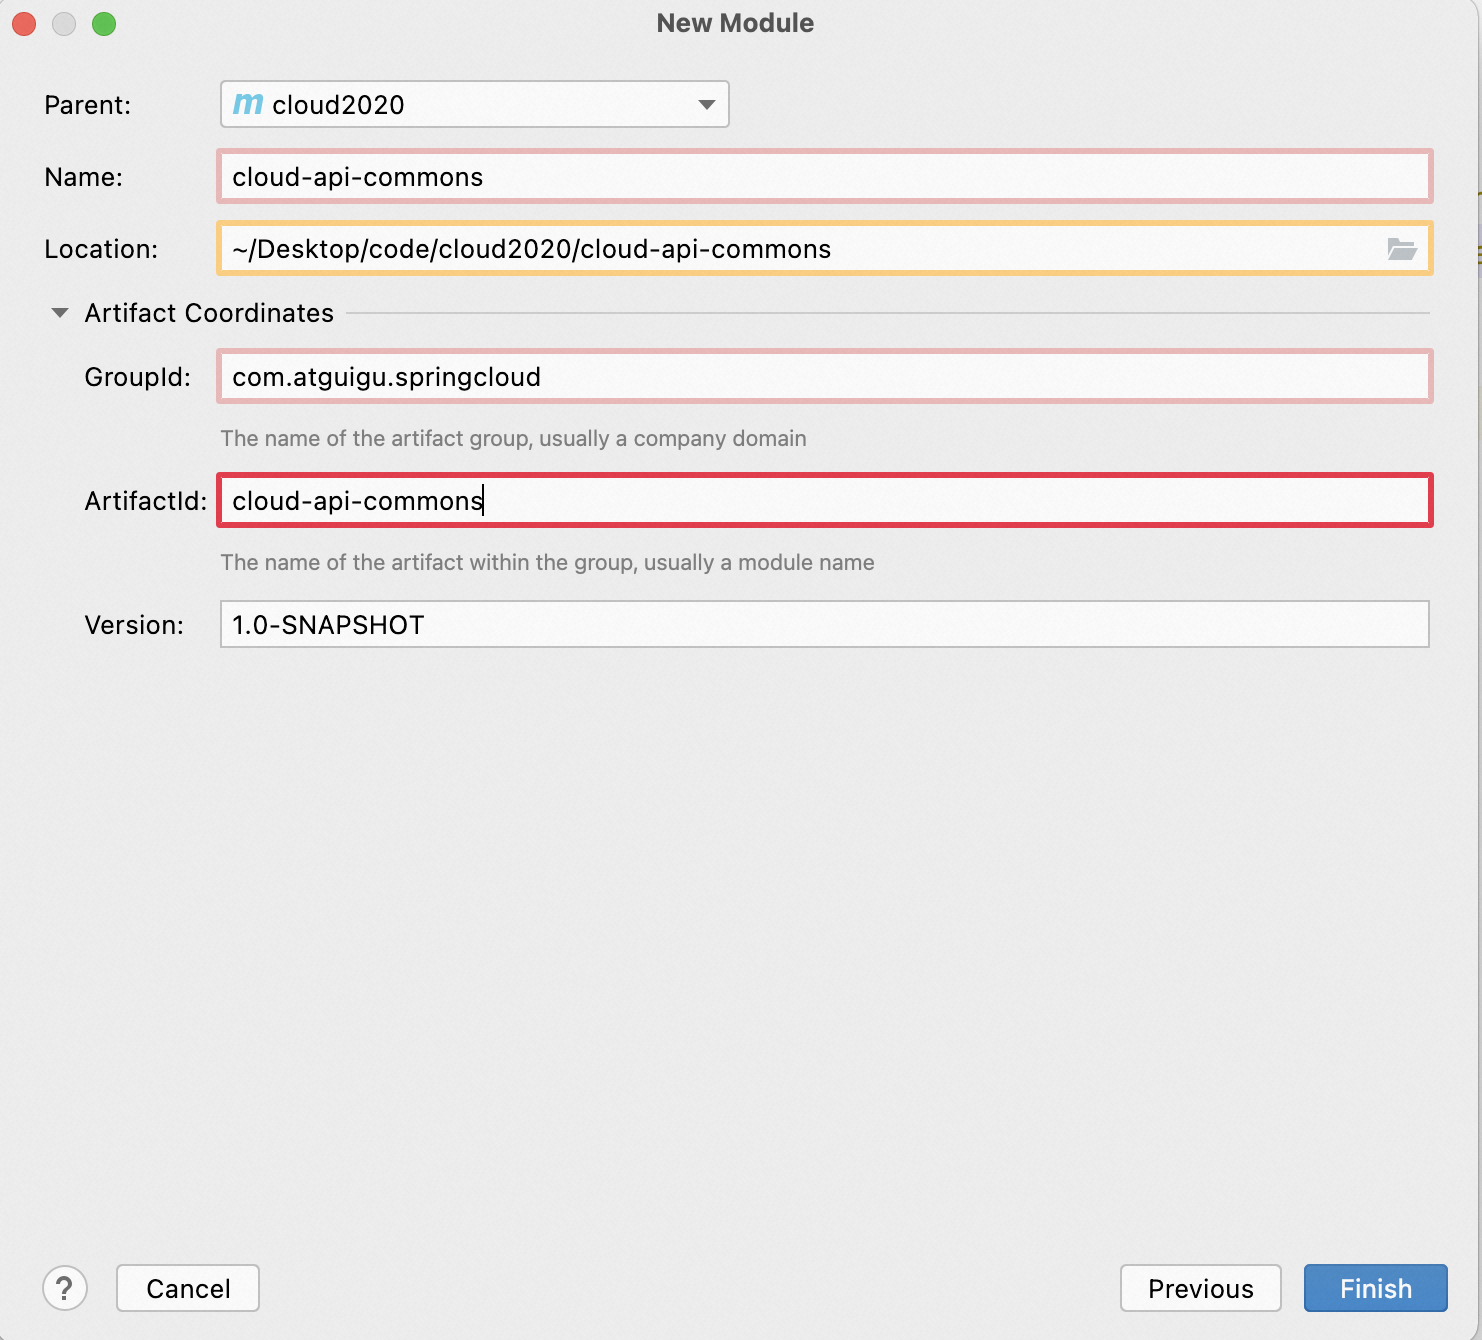 New Module
Parent: m cloud2020
Name: cloud-api-commons
Location: ~/Desktop/code/cloud2020/cloud-api-commons
Artifact Coordinates
GroupId: com.atguigu.springcloud
The name of the artifact group, usually a company domain
ArtifactId: cloud-api-commons
The name of the artifact within the group, usually a module name
Version: 1.0-SNAPSHOT
? Cancel Previous Finish